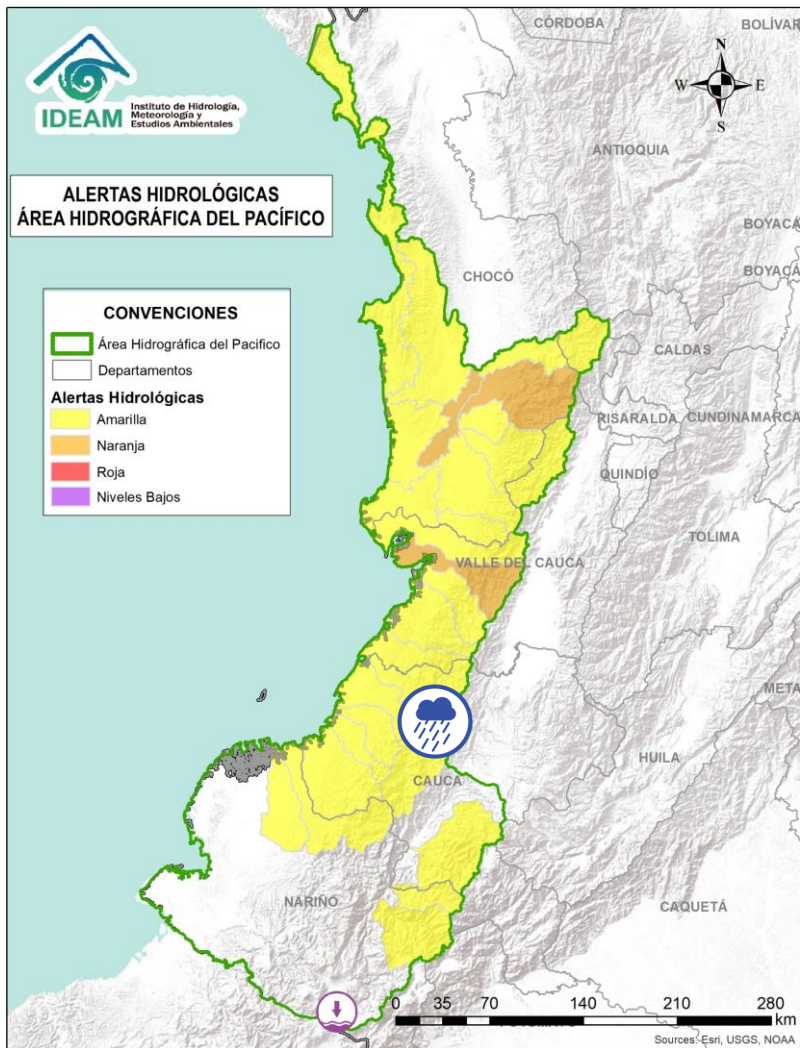 CÓRDOBA
BOLÍVAR
N
W
E
S
IDEAM
Instituto de Hidrología,
Meteorología y
Estudios Ambientales
ANTIOQUIA
ALERTAS HIDROLÓGICAS
ÁREA HIDROGRÁFICA DEL PACÍFICO
BOYACÁ
BOYACÁ
CHOCÓ
CONVENCIONES
Área Hidrográfica del Pacifico
Departamentos
Alertas Hidrológicas
Amarilla
Naranja
Roja
Niveles Bajos
CALDAS
RISARALDA
CUNDINAMARCA
QUINDÍO
TOLIMA
VALLE DEL CAUCA
META
HUILA
CAUCA
NARIÑO
CAQUETÁ
0 35 70 140 210 280
km
Sources: Esri, USGS, NOAA